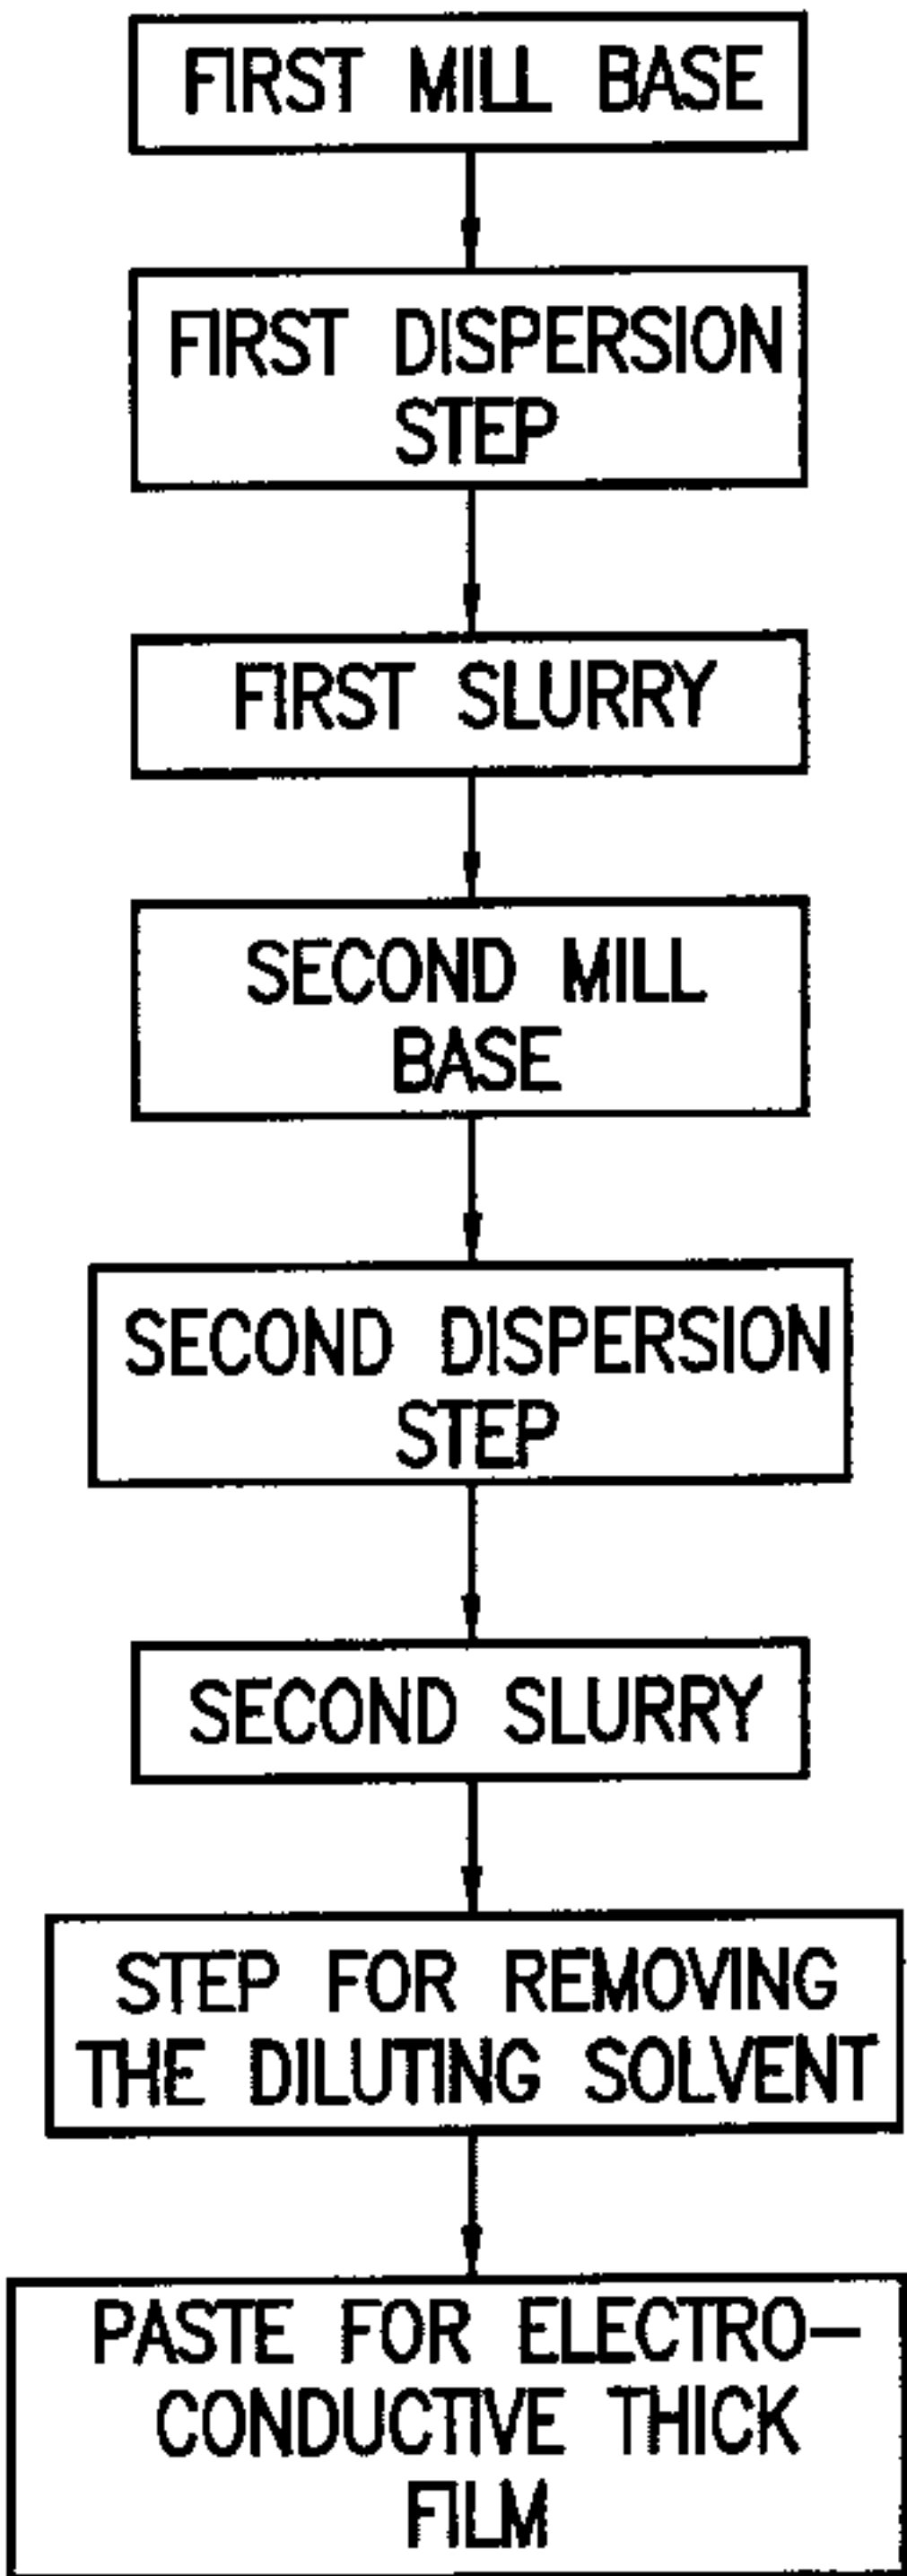 FIRST MILL BASE
FIRST DISPERSION
STEP
FIRST SLURRY
SECOND MILL
BASE
SECOND DISPERSION
STEP
SECOND SLURRY
STEP FOR REMOVING
THE DILUTING SOLVENT
PASTE FOR ELECTRO-
CONDUCTIVE THICK
FILM